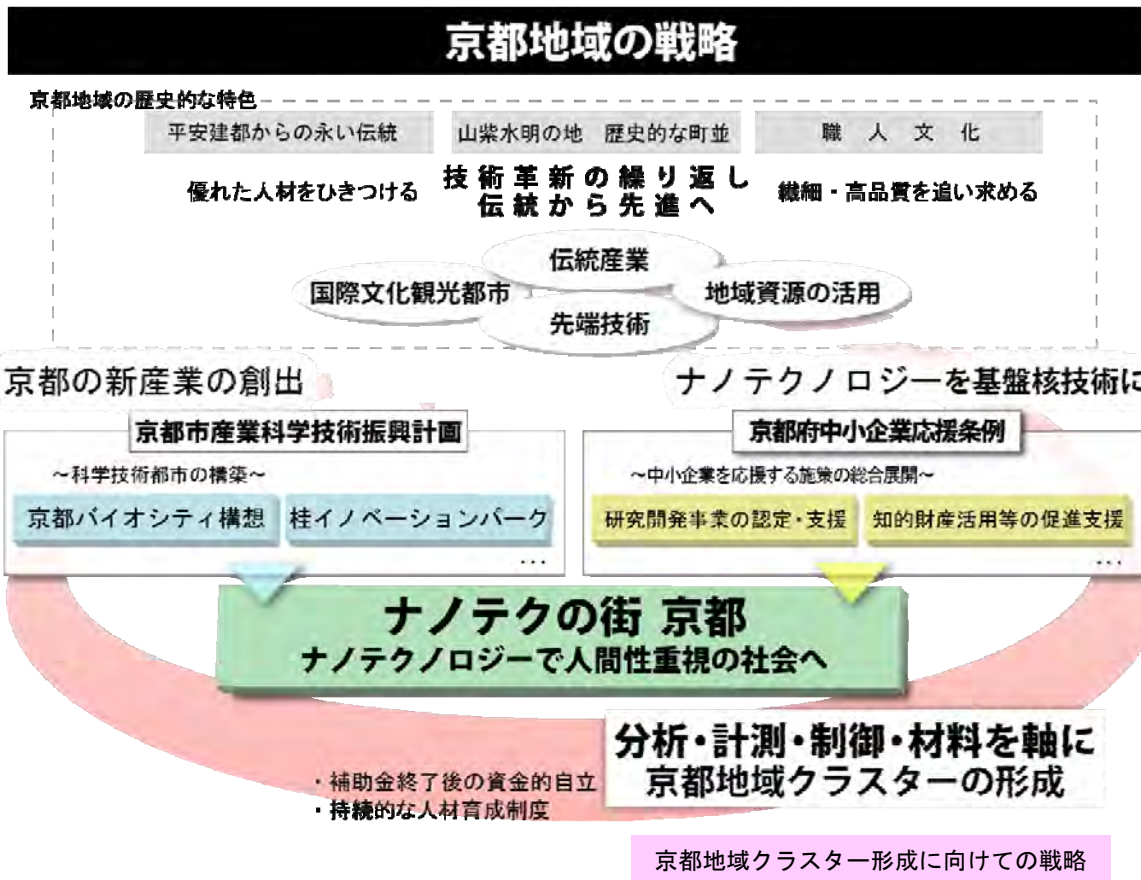 京都地域の戦略
京都地域の歴史的な特色
平安建都からの永い伝統
山紫水明の地　歴史的な町並
職 人 文 化
優れた人材をひきつける
技術革新の繰り返し
伝統から先進へ
繊細・高品質を追い求める
伝統産業
国際文化観光都市
地域資源の活用
先端技術
京都の新産業の創出
ナノテクノロジーを基盤核技術に
京都市産業科学技術振興計画
～科学技術都市の構築～
京都バイオシティ構想
桂イノベーションパーク
…
京都府中小企業応援条例
～中小企業を応援する施策の総合展開～
研究開発事業の認定・支援
知的財産活用等の促進支援
…
ナノテクの街 京都
ナノテクノロジーで人間性重視の社会へ
分析・計測・制御・材料を軸に
京都地域クラスターの形成
・補助金終了後の資金的自立
・持続的な人材育成制度
京都地域クラスター形成に向けての戦略